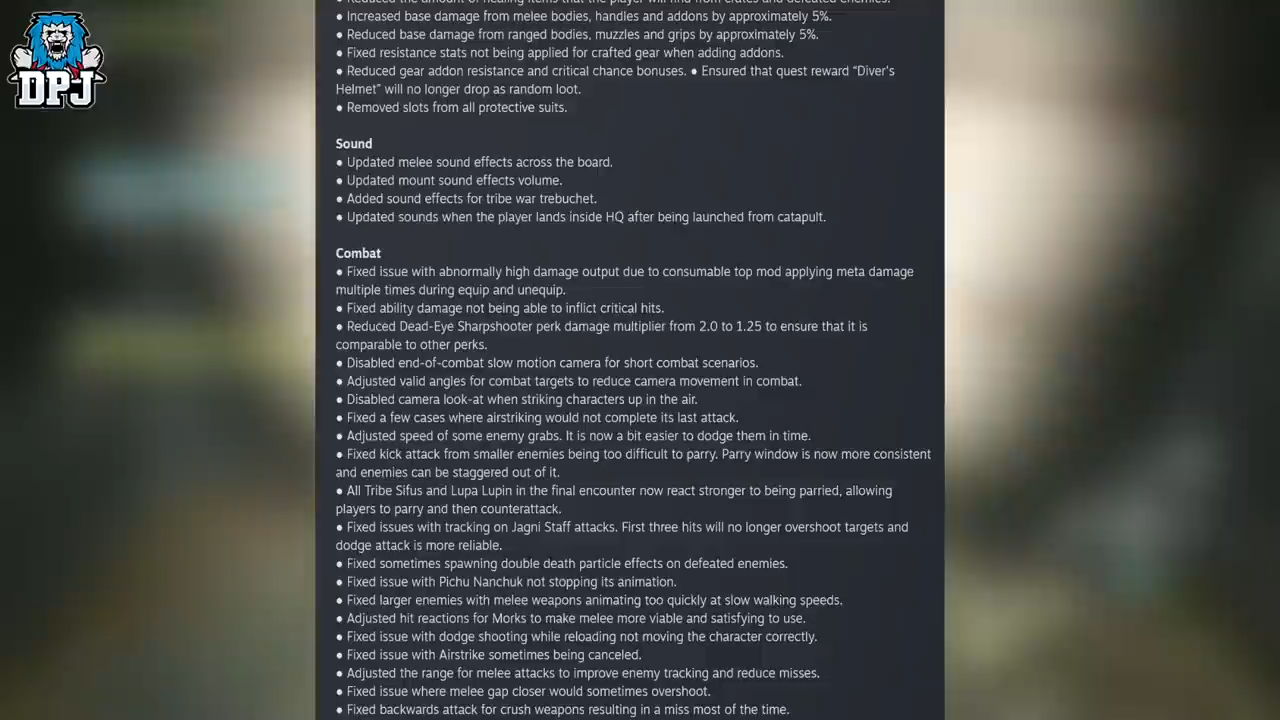 DPJ
• Reduced the amount of healing items that the player will find from crates and defeated enemies.
• Increased base damage from melee bodies, handles and addons by approximately 5%.
• Reduced base damage from ranged bodies, muzzles and grips by approximately 5%.
• Fixed resistance stats not being applied for crafted gear when adding addons.
• Reduced gear addon resistance and critical chance bonuses. • Ensured that quest reward “Diver's
Helmet” will no longer drop as random loot.
• Removed slots from all protective suits.
Sound
• Updated melee sound effects across the board.
• Updated mount sound effects volume.
• Added sound effects for tribe war trebuchet.
• Updated sounds when the player lands inside HQ after being launched from catapult.
Combat
• Fixed issue with abnormally high damage output due to consumable top mod applying meta damage
multiple times during equip and unequip.
• Fixed ability damage not being able to inflict critical hits.
• Reduced Dead-Eye Sharpshooter perk damage multiplier from 2.0 to 1.25 to ensure that it is
comparable to other perks.
• Disabled end-of-combat slow motion camera for short combat scenarios.
• Adjusted valid angles for combat targets to reduce camera movement in combat.
• Disabled camera look-at when striking characters up in the air.
• Fixed a few cases where airstriking would not complete its last attack.
• Adjusted speed of some enemy grabs. It is now a bit easier to dodge them in time.
• Fixed kick attack from smaller enemies being too difficult to parry. Parry window is now more consistent
and enemies can be staggered out of it.
• All Tribe Sifus and Lupa Lupin in the final encounter now react stronger to being parried, allowing
players to parry and then counterattack.
• Fixed issues with tracking on Jagni Staff attacks. First three hits will no longer overshoot targets and
dodge attack is more reliable.
• Fixed sometimes spawning double death particle effects on defeated enemies.
• Fixed issue with Pichu Nanchuk not stopping its animation.
• Fixed larger enemies with melee weapons animating too quickly at slow walking speeds.
• Adjusted hit reactions for Morks to make melee more viable and satisfying to use.
• Fixed issue with dodge shooting while reloading not moving the character correctly.
• Fixed issue with Airstrike sometimes being canceled.
• Adjusted the range for melee attacks to improve enemy tracking and reduce misses.
• Fixed issue where melee gap closer would sometimes overshoot.
• Fixed backwards attack for crush weapons resulting in a miss most of the time.